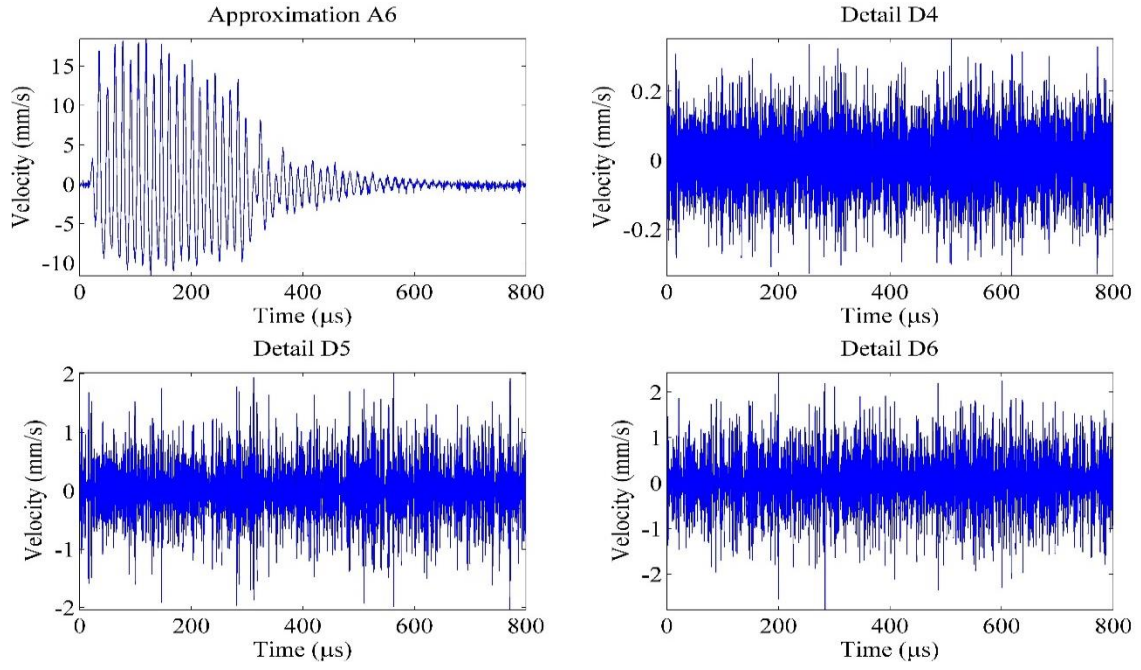 Approximation A6
Velocity (mm/s)
15
10
5
0
-5
-10
0 200 400 600 800
Time (μs)
Detail D4
Velocity (mm/s)
0.2
0
-0.2
0 200 400 600 800
Time (μs)
Detail D5
Velocity (mm/s)
2
1
0
-1
-2
0 200 400 600 800
Time (μs)
Detail D6
Velocity (mm/s)
2
1
0
-1
-2
0 200 400 600 800
Time (μs)